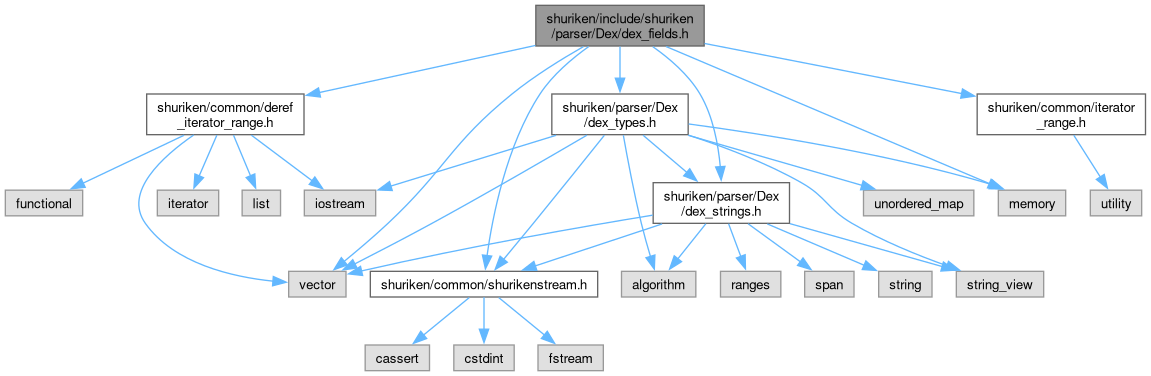 shuriken/include/shuriken
/parser/Dex/dex_fields.h
shuriken/common/deref
_iterator_range.h
shuriken/parser/Dex
/dex_types.h
shuriken/common/iterator
_range.h
functional
iterator
list
iostream
shuriken/parser/Dex
/dex_strings.h
unordered_map
memory
utility
vector
shuriken/common/shurikenstream.h
algorithm
ranges
span
string
string_view
cassert
cstdint
fstream